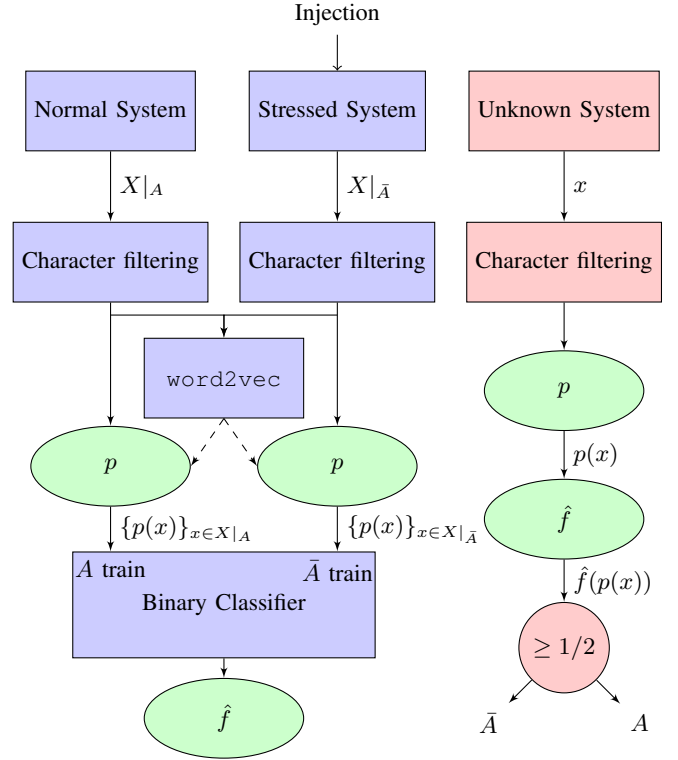 Injection
Normal System
Stressed System
Unknown System
X|_A
X|_Ā
x
Character filtering
Character filtering
Character filtering
word2vec
p
p
p
p(x)
{p(x)}_{x∈X|_A}
{p(x)}_{x∈X|_Ā}
f̂
A train
Ā train
Binary Classifier
f̂(p(x))
≥ 1/2
f̂
Ā
A